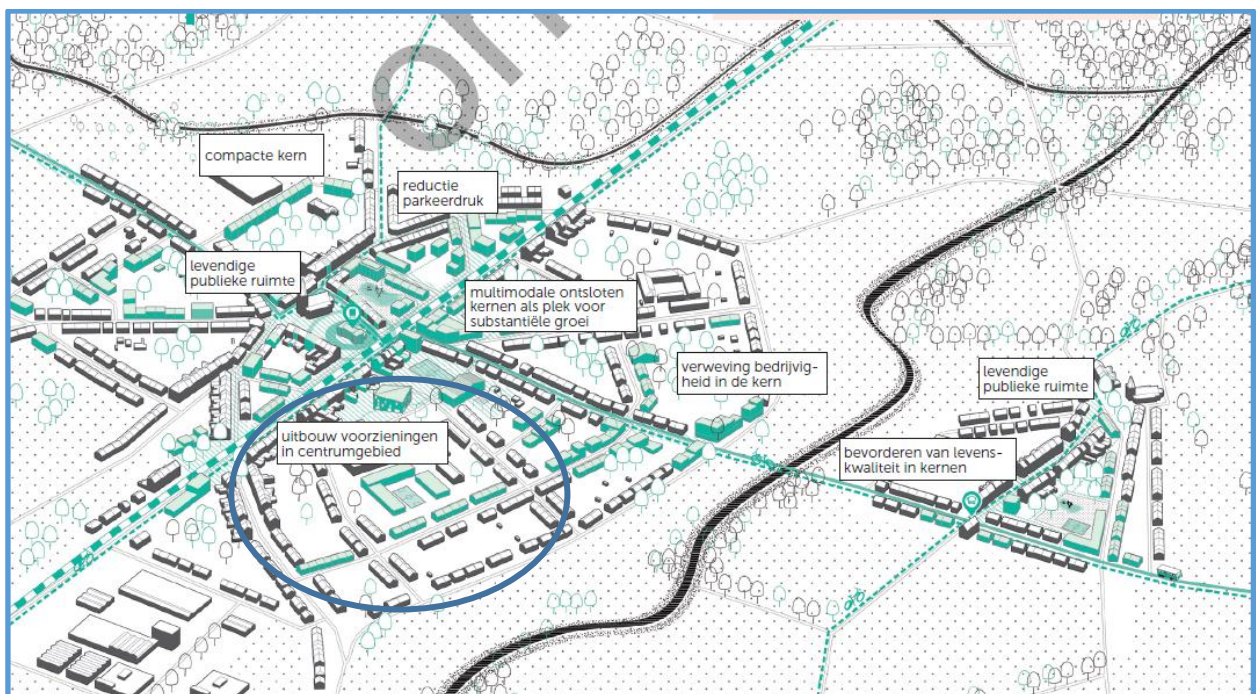 compacte kern
reductie
parkeerdruk
levendige
publieke ruimte
multimodale ontsloten
kernen als plek voor
substantiële groei
verweving bedrijvig-
heid in de kern
levendige
publieke ruimte
uitbouw voorzieningen
in centrumgebied
bevorderen van levens-
kwaliteit in kernen